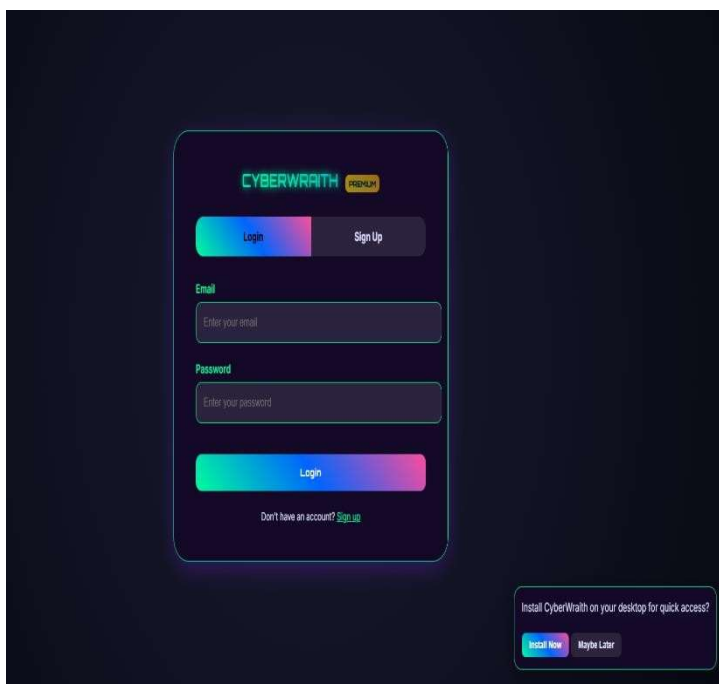 CYBERWRAITH PREMIUM
Login Sign Up
Email
Enter your email
Password
Enter your password
Login
Don't have an account? Sign up
Install CyberWraith on your desktop for quick access?
Install Now Maybe Later